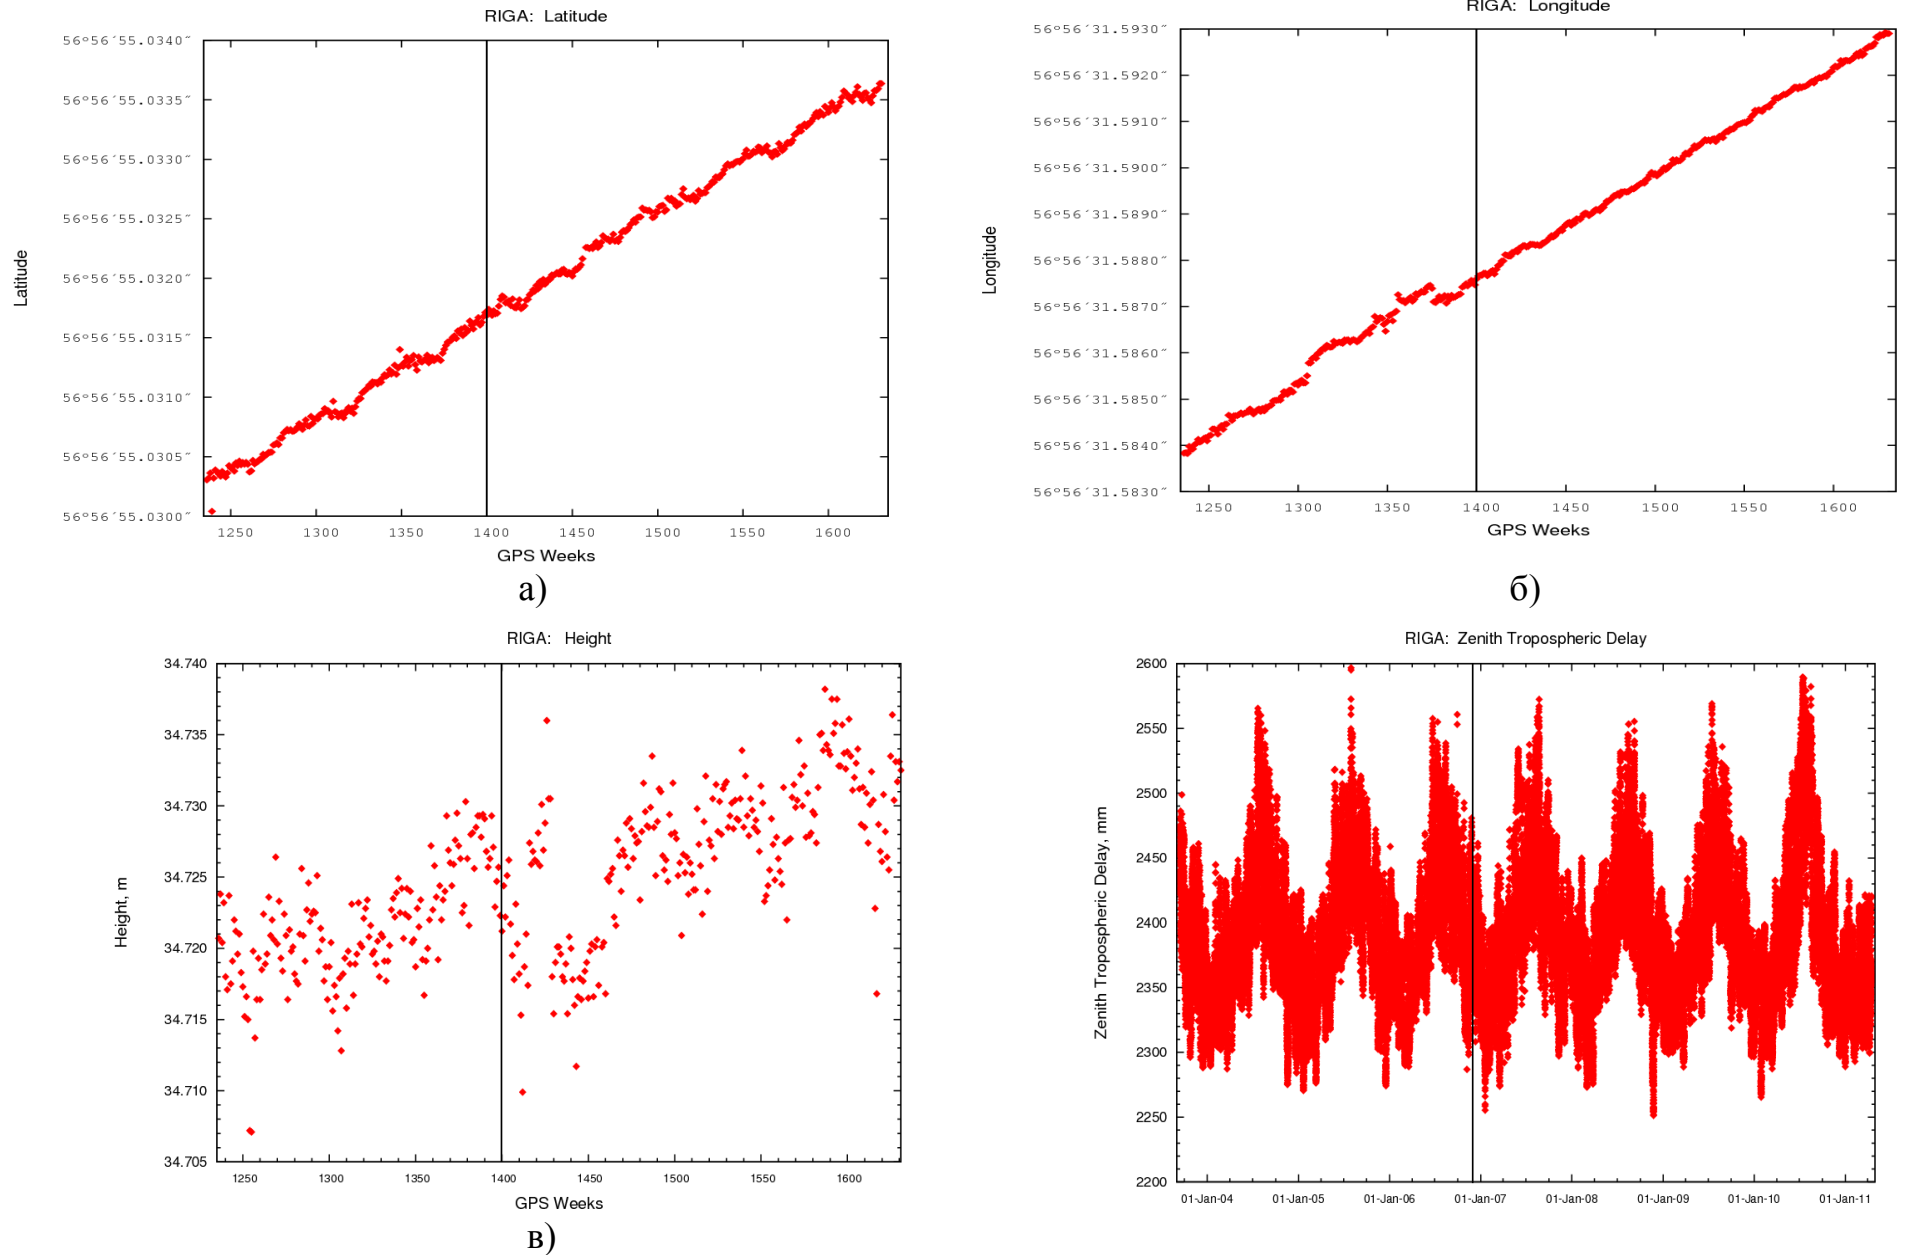 RIGA: Latitude
56°56´55.0340˝
56°56´55.0335˝
56°56´55.0330˝
56°56´55.0325˝
56°56´55.0320˝
56°56´55.0315˝
56°56´55.0310˝
56°56´55.0305˝
56°56´55.0300˝
Latitude
1250 1300 1350 1400 1450 1500 1550 1600
GPS Weeks
а)
RIGA: Longitude
56°56´31.5930˝
56°56´31.5920˝
56°56´31.5910˝
56°56´31.5900˝
56°56´31.5890˝
56°56´31.5880˝
56°56´31.5870˝
56°56´31.5860˝
56°56´31.5850˝
56°56´31.5840˝
56°56´31.5830˝
Longitude
1250 1300 1350 1400 1450 1500 1550 1600
GPS Weeks
б)
RIGA: Height
34.740
34.735
34.730
34.725
34.720
34.715
34.710
34.705
Height, m
1250 1300 1350 1400 1450 1500 1550 1600
GPS Weeks
в)
RIGA: Zenith Tropospheric Delay
2600
2550
2500
2450
2400
2350
2300
2250
2200
Zenith Tropospheric Delay, mm
01-Jan-04 01-Jan-05 01-Jan-06 01-Jan-07 01-Jan-08 01-Jan-09 01-Jan-10 01-Jan-11